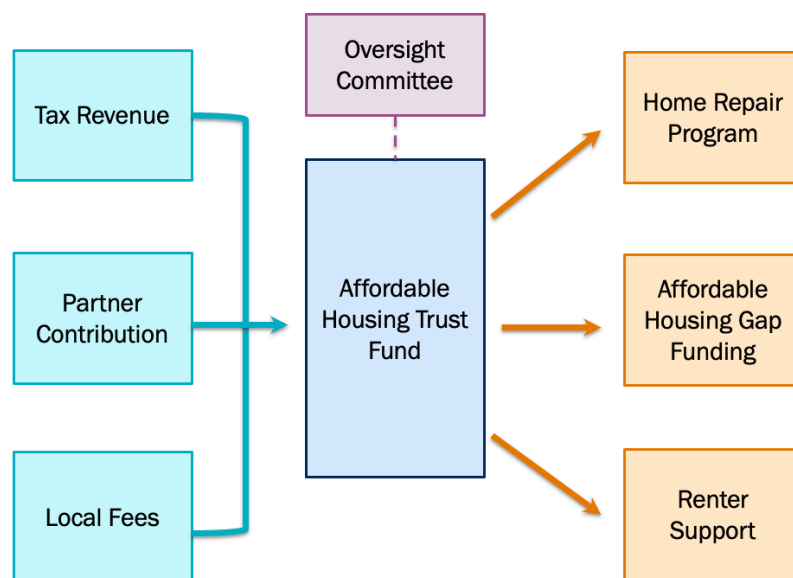 Tax Revenue
Partner
Contribution
Local Fees
Oversight
Committee
Affordable
Housing Trust
Fund
Home Repair
Program
Affordable
Housing Gap
Funding
Renter
Support